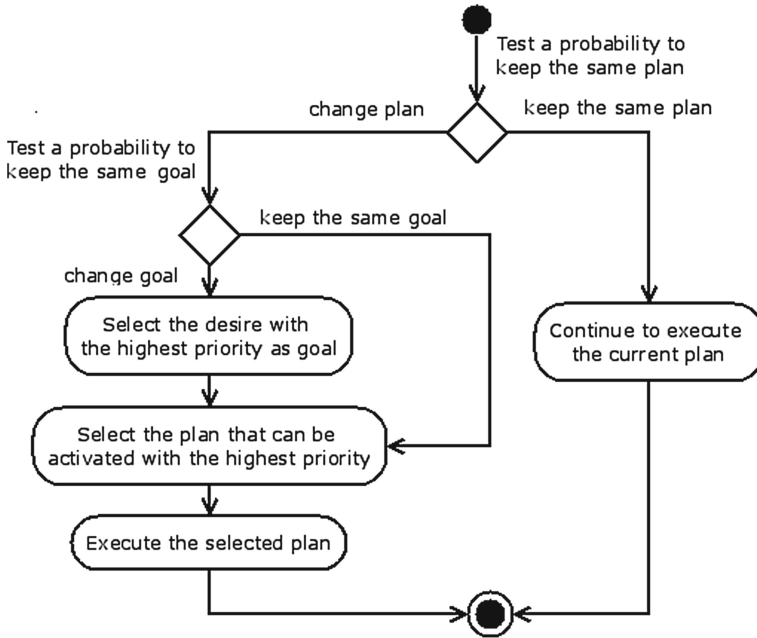 Test a probability to
keep the same plan
change plan
keep the same plan
Test a probability to
keep the same goal
keep the same goal
change goal
Select the desire with
the highest priority as goal
Continue to execute
the current plan
Select the plan that can be
activated with the highest priority
Execute the selected plan